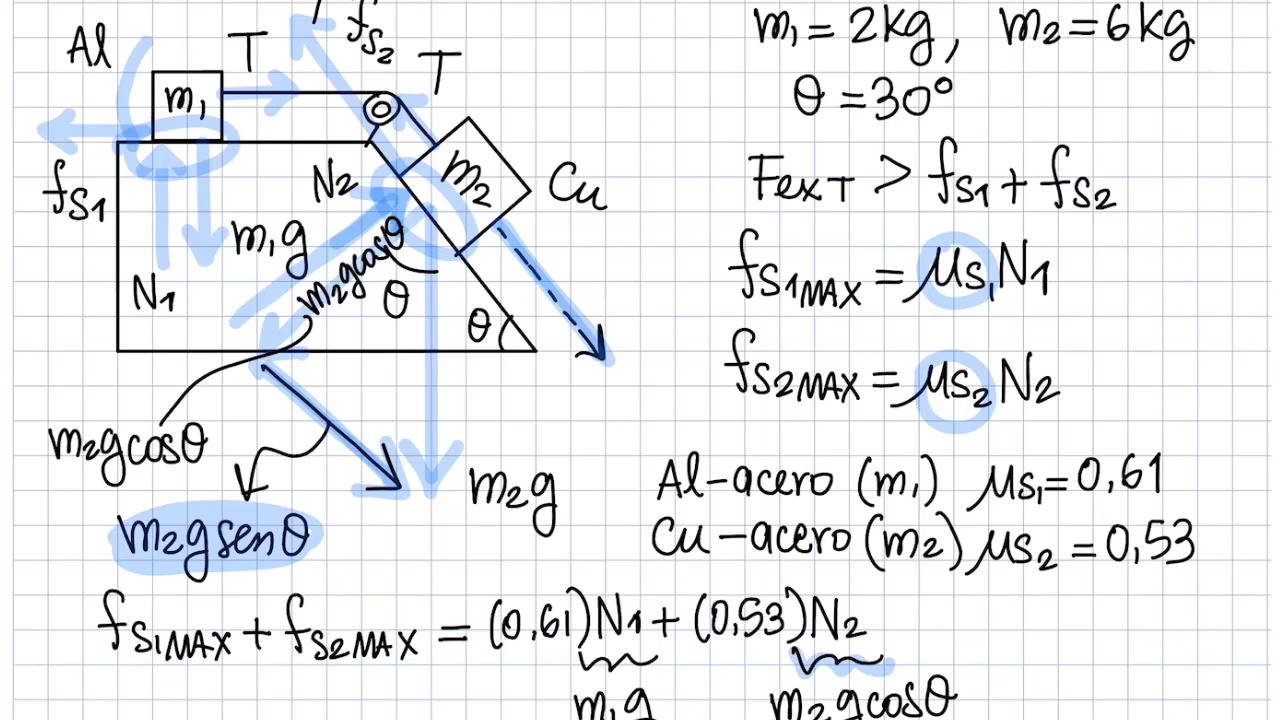 fs2
Al
T
T
m1
fs1
N2
m2
Cu
m1g
m2gcosθ
N1
θ
θ
m2gcosθ
m2g
m2gsenθ
m1=2kg, m2=6kg
θ=30°
FexT > fs1 + fs2
fs1MAX = μs1N1
fs2MAX = μs2N2
Al-acero (m1) μs1=0,61
Cu-acero (m2) μs2=0,53
fs1MAX + fs2MAX = (0,61)N1 + (0,53)N2
m1g m2gcosθ